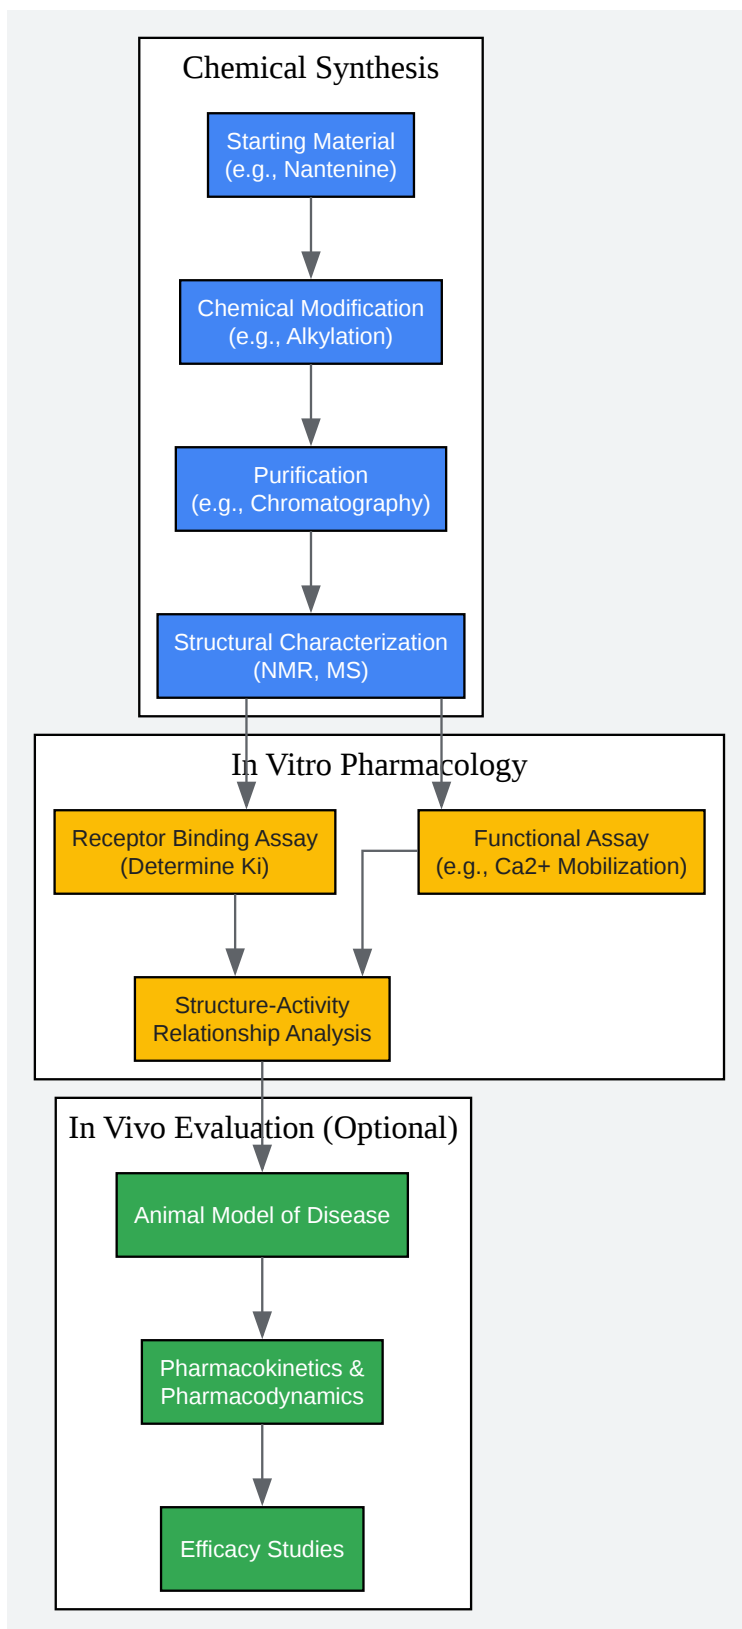 Chemical Synthesis
Starting Material
(e.g., Nantenine)
Chemical Modification
(e.g., Alkylation)
Purification
(e.g., Chromatography)
Structural Characterization
(NMR, MS)
In Vitro Pharmacology
Receptor Binding Assay
(Determine Ki)
Functional Assay
(e.g., Ca2+ Mobilization)
Structure-Activity
Relationship Analysis
In Vivo Evaluation (Optional)
Animal Model of Disease
Pharmacokinetics &
Pharmacodynamics
Efficacy Studies